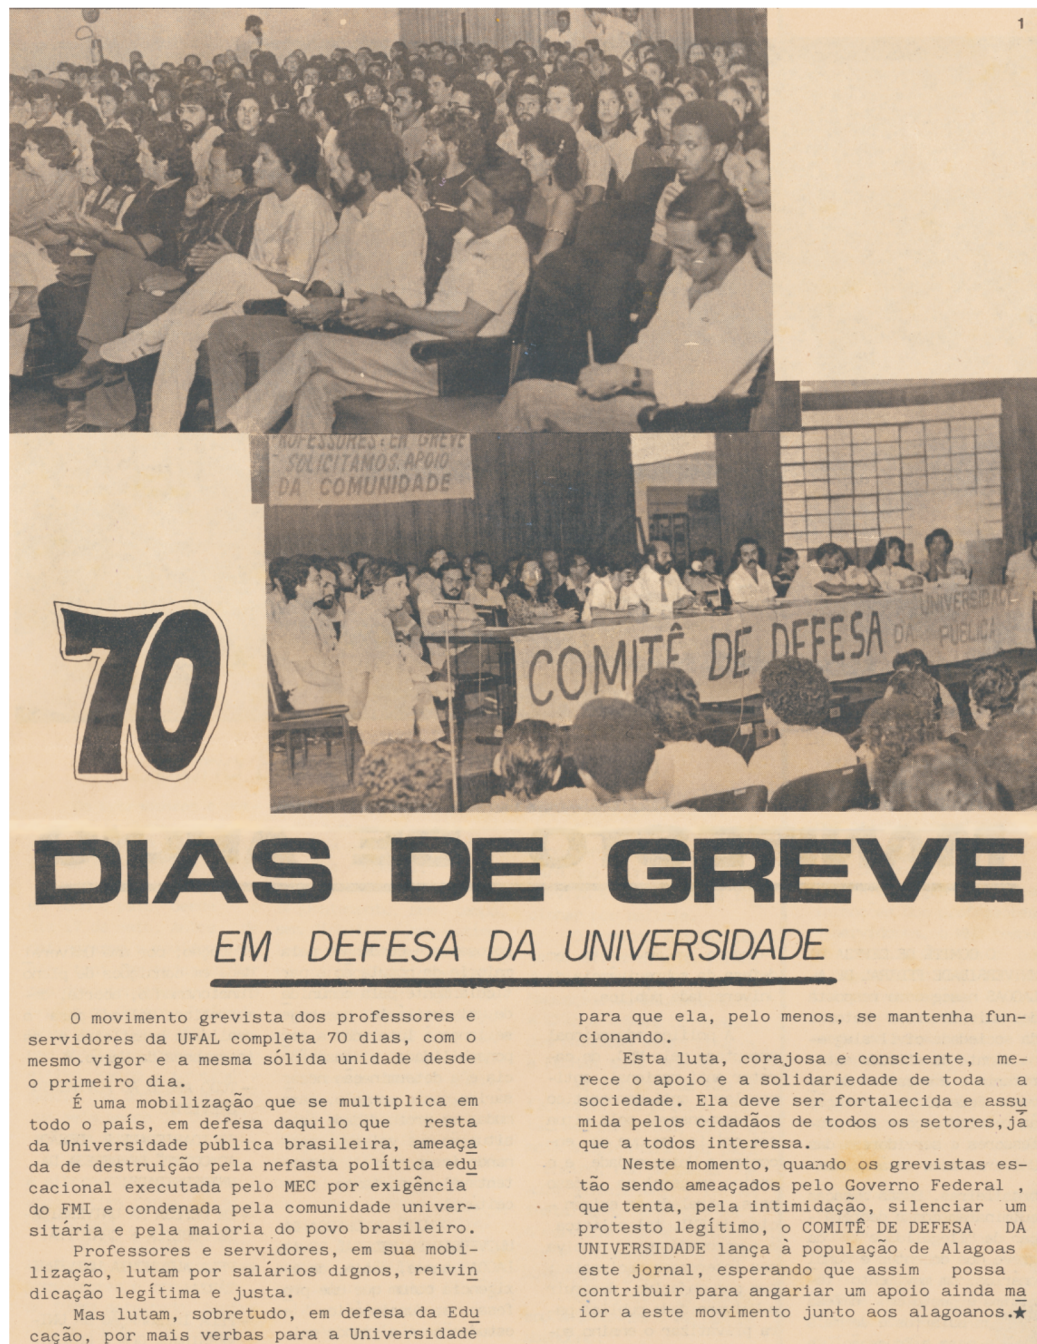 1
PROFESSORES EM GREVE
SOLICITAMOS APOIO
DA COMUNIDADE
COMITÊ DE DEFESA
DA UNIVERSIDADE
PÚBLICA
70
DIAS DE GREVE
EM DEFESA DA UNIVERSIDADE
O movimento grevista dos professores e
servidores da UFAL completa 70 dias, com o
mesmo vigor e a mesma sólida unidade desde
o primeiro dia.
É uma mobilização que se multiplica em
todo o país, em defesa daquilo que resta
da Universidade pública brasileira, ameaça
da de destruição pela nefasta política edu
cacional executada pelo MEC por exigência
do FMI e condenada pela comunidade univer-
sitária e pela maioria do povo brasileiro.
Professores e servidores, em sua mobi-
lização, lutam por salários dignos, reivin
dicação legítima e justa.
Mas lutam, sobretudo, em defesa da Edu
cação, por mais verbas para a Universidade
para que ela, pelo menos, se mantenha fun-
cionando.
Esta luta, corajosa e consciente, me-
rece o apoio e a solidariedade de toda a
sociedade. Ela deve ser fortalecida e assu
mida pelos cidadãos de todos os setores,já
que a todos interessa.
Neste momento, quando os grevistas es-
tão sendo ameaçados pelo Governo Federal ,
que tenta, pela intimidação, silenciar um
protesto legítimo, o COMITÊ DE DEFESA DA
UNIVERSIDADE lança à população de Alagoas
este jornal, esperando que assim possa
contribuir para angariar um apoio ainda ma
ior a este movimento junto aos alagoanos.★